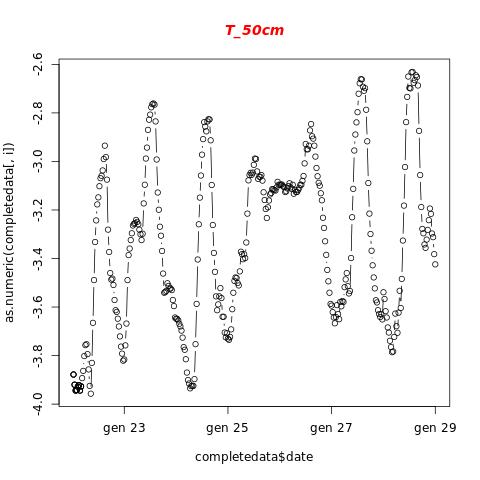 T_50cm
as.numeric(completedata[, i])
-2.6
-2.8
-3.0
-3.2
-3.4
-3.6
-3.8
-4.0
gen 23
gen 25
gen 27
gen 29
completedata$date